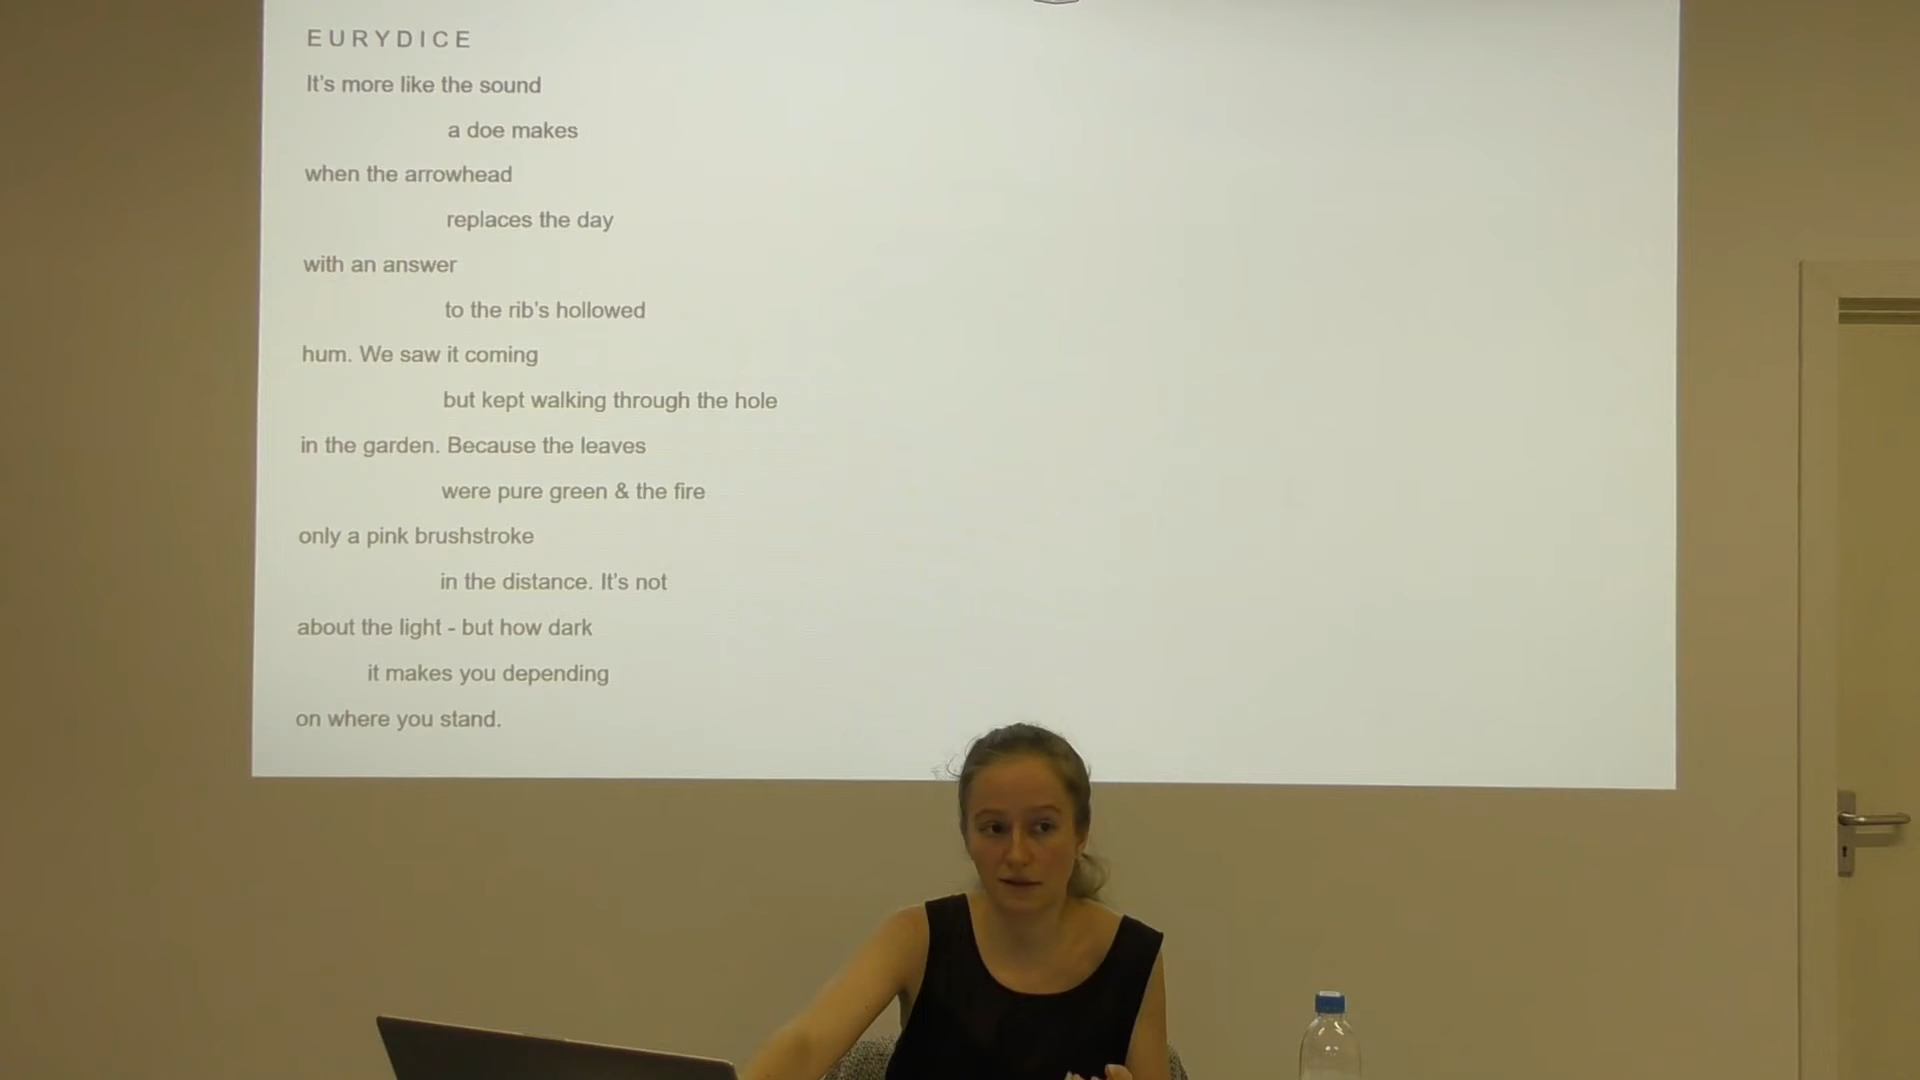 EURYDICE
It's more like the sound
a doe makes
when the arrowhead
replaces the day
with an answer
to the rib's hollowed
hum. We saw it coming
but kept walking through the hole
in the garden. Because the leaves
were pure green & the fire
only a pink brushstroke
in the distance. It's not
about the light - but how dark
it makes you depending
on where you stand.